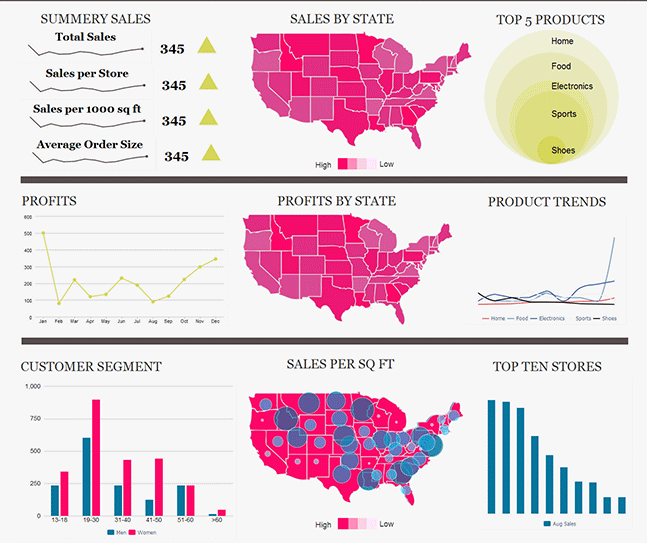 SUMMERY SALES
Total Sales
345
Sales per Store
345
Sales per 1000 sq ft
345
Average Order Size
345
SALES BY STATE
High Low
TOP 5 PRODUCTS
Home
Food
Electronics
Sports
Shoes
PROFITS
600
500
400
300
200
100
0
Jan Feb Mar Apr May Jun Jul Aug Sep Oct Nov Dec
PROFITS BY STATE
PRODUCT TRENDS
Home Food Electronics Sports Shoes
CUSTOMER SEGMENT
1,000
750
500
250
0
13-18 19-30 31-40 41-50 51-60 >60
Men Women
SALES PER SQ FT
High Low
TOP TEN STORES
Aug Sales